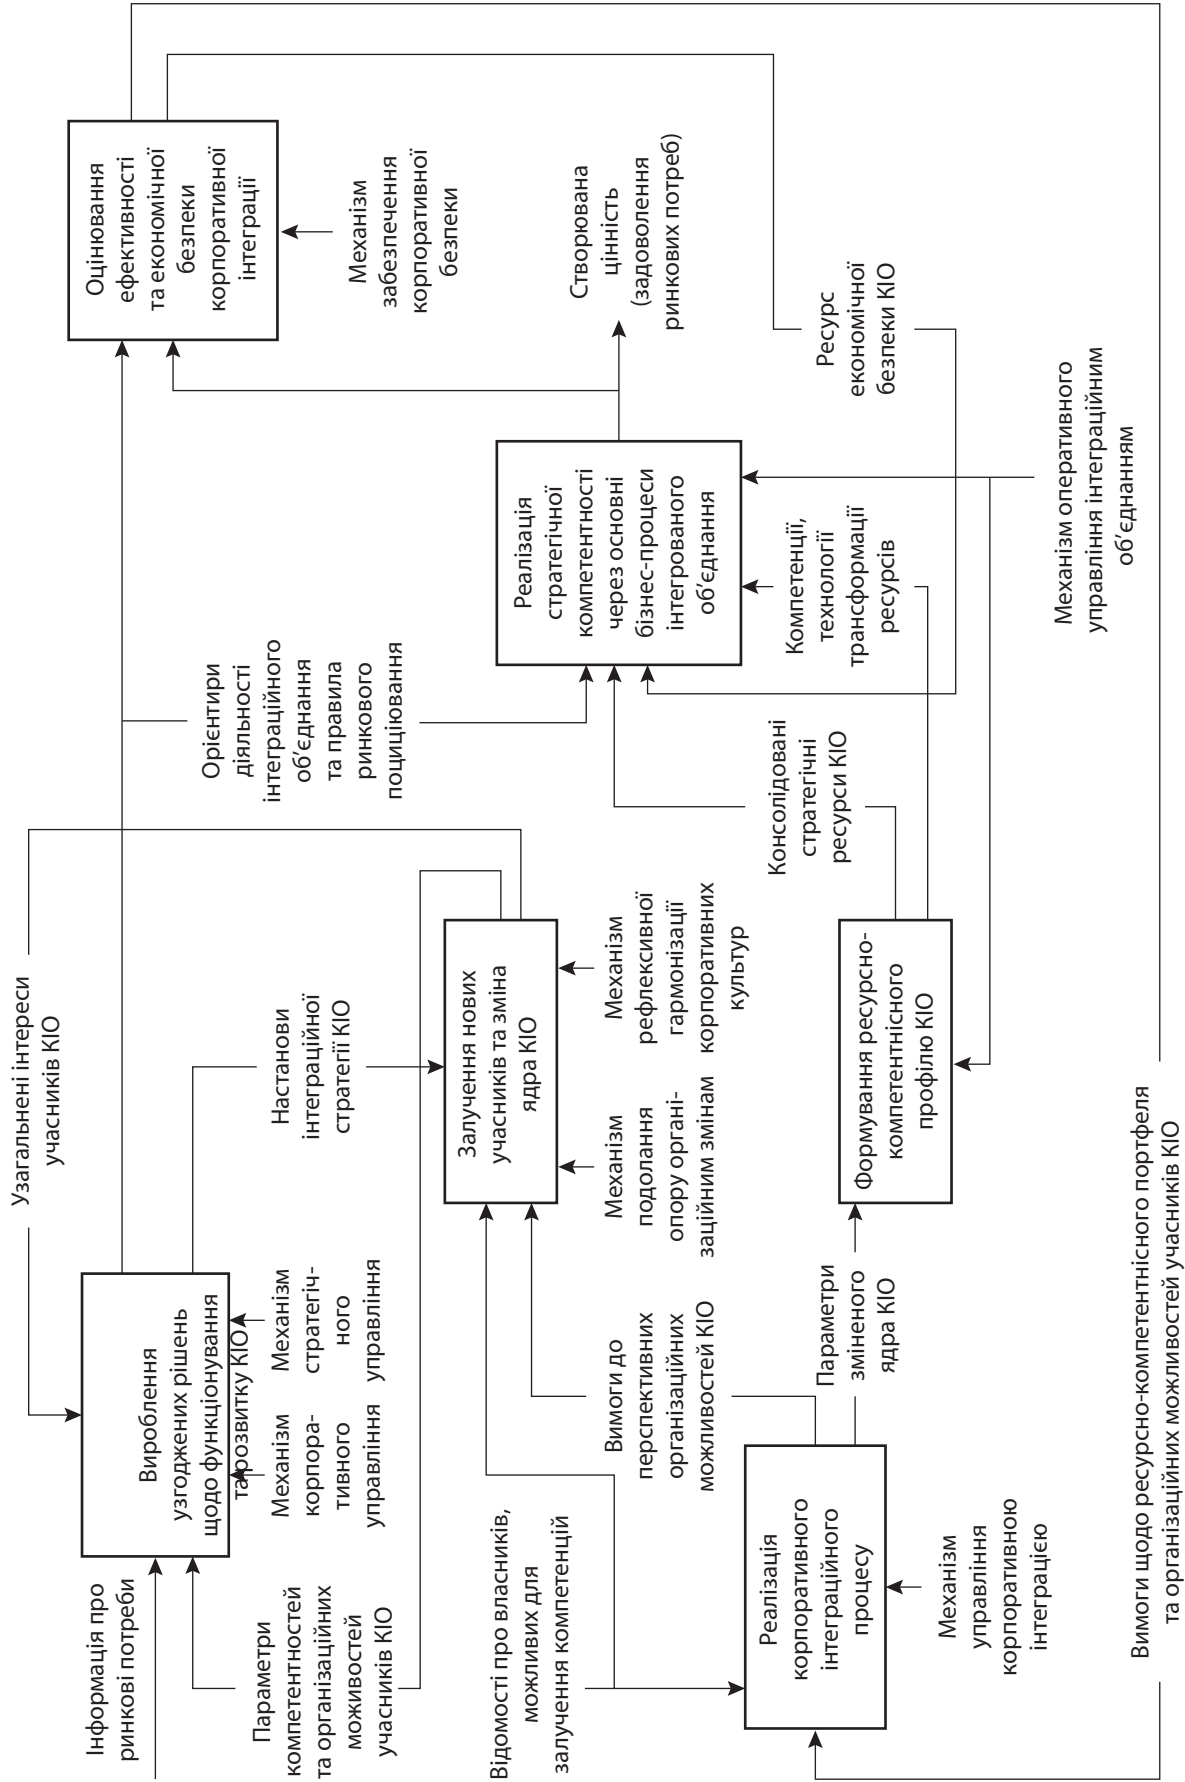 Інформація про
ринкові потреби
Узагальнені інтереси
учасників КІО
Вироблення
узгоджених рішень
щодо функціонування
та розвитку КІО
Оцінювання
ефективності
та економічної
безпеки
корпоративної
інтеграції
Параметри
компетентностей
та організаційних
моживостей
учасників КІО
Механізм
корпора-
тивного
управління
Механізм
стратегіч-
ного
управління
Настанови
інтеграційної
стратегії КІО
Орієнтири
діяльності
інтеграційного
об’єднання
та правила
ринкового
поциціювання
Механізм
забезпечення
корпоративної
безпеки
Відомості про власників,
можливих для
залучення компетенцій
Залучення нових
учасників та зміна
ядра КІО
Реалізація
стратегічної
компетентності
через основні
бізнес-процеси
інтегрованого
об’єднання
Створювана
цінність
(задоволення
ринкових потреб)
Вимоги до
перспективних
організаційних
можливостей КІО
Механізм
подолання
опору органі-
заційним змінам
Механізм
рефлексивної
гармонізації
корпоративних
культур
Консолідовані
стратегічні
ресурси КІО
Компетенції,
технології
трансформації
ресурсів
Ресурс
економічної
безпеки КІО
Реалізація
корпоративного
інтеграційного
процесу
Параметри
зміненого
ядра КІО
Формування ресурсно-
компетентнісного
профілю КІО
Механізм
управління
корпоративною
інтеграцією
Механізм оперативного
управління інтеграційним
об’єднанням
Вимоги щодо ресурсно-компетентнісного портфеля
та організаційних можливостей учасників КІО